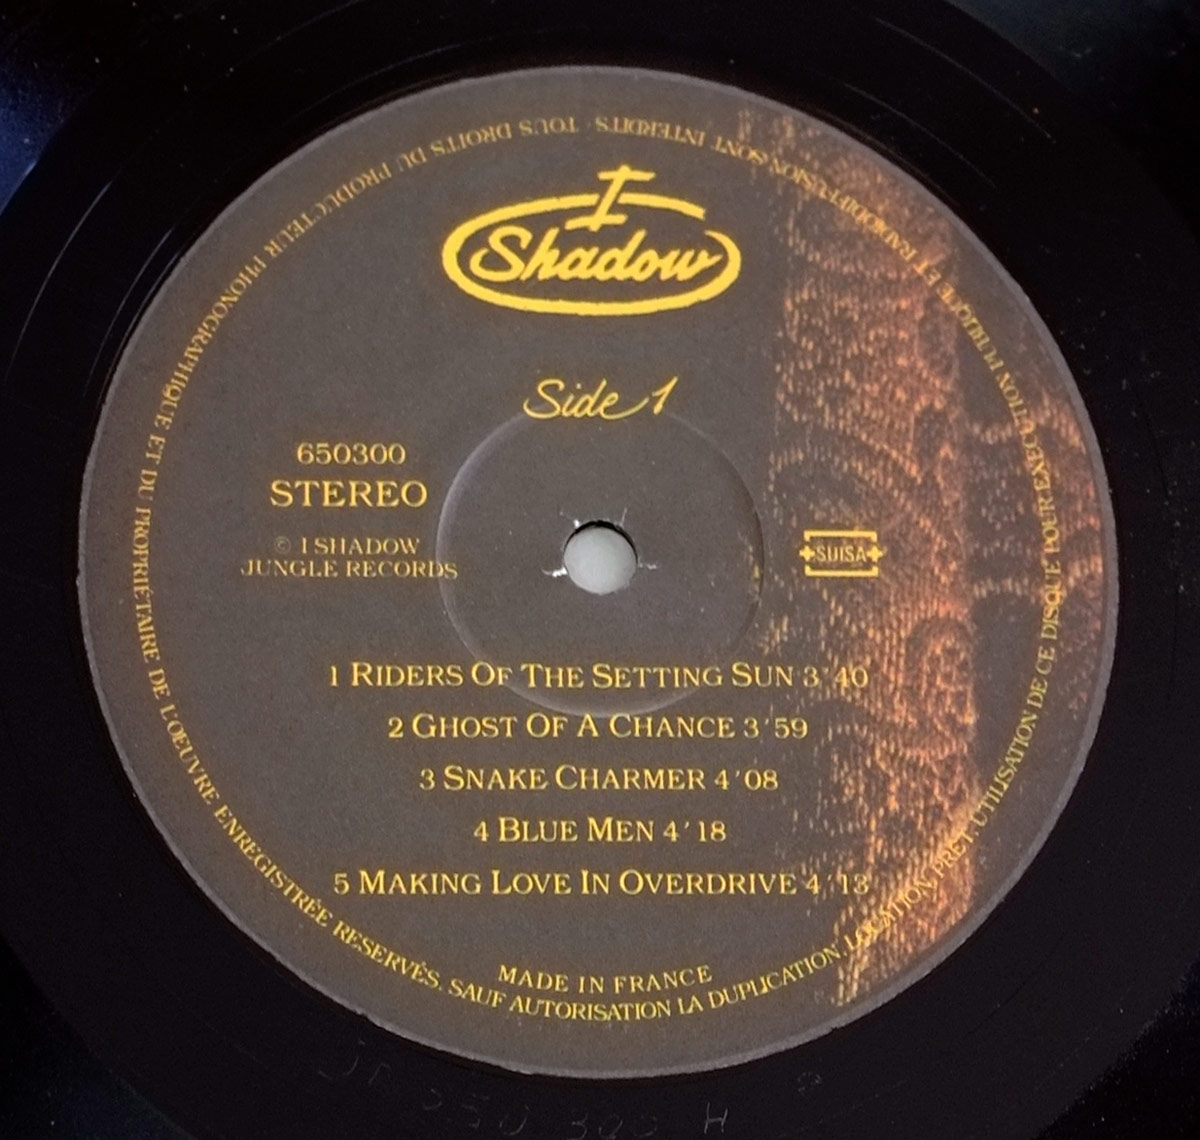 I
Shadow
Side 1
650300
STEREO
© I SHADOW
JUNGLE RECORDS
SUISA
1 RIDERS OF THE SETTING SUN 3'40
2 GHOST OF A CHANCE 3'59
3 SNAKE CHARMER 4'08
4 BLUE MEN 4'18
5 MAKING LOVE IN OVERDRIVE 4'13
MADE IN FRANCE
TOUS DROITS DU PRODUCTEUR PHONOGRAPHIQUE ET DU PROPRIÉTAIRE DE L'OEUVRE ENREGISTRÉE RESERVÉS. SAUF AUTORISATION LA DUPLICATION, LOCATION, PRÊT, UTILISATION DE CE DISQUE POUR EXECUTION PUBLIQUE ET RADIODIFFUSION SONT INTERDITS.